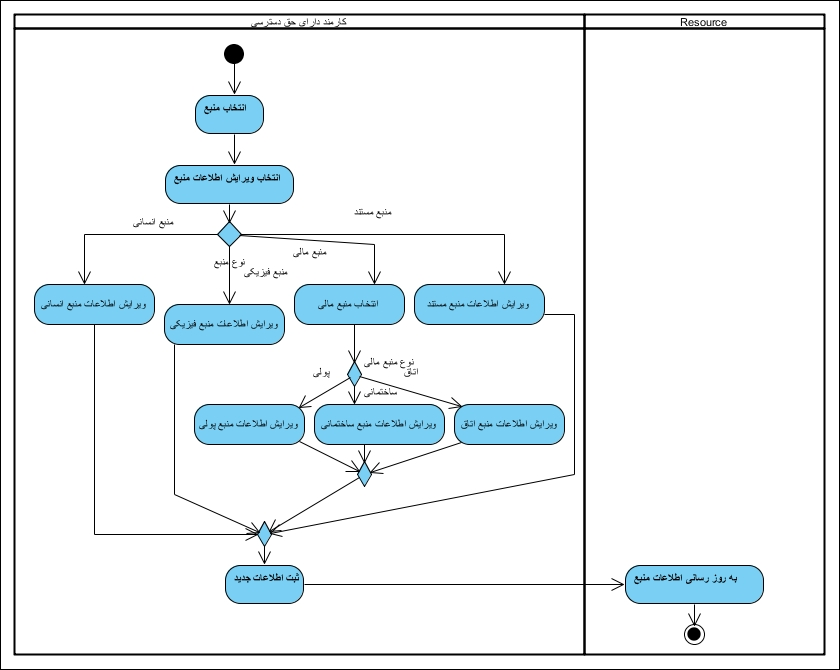 کارمند دارای حق دسترسی
Resource
انتخاب منبع
انتخاب ویرایش اطلاعات منبع
منبع مستند
منبع انسانی
منبع مالی
نوع منبع
منبع فیزیکی
ویرایش اطلاعات منبع انسانی
ویرایش اطلاعات منبع فیزیکی
انتخاب منبع مالی
ویرایش اطلاعات منبع مستند
نوع منبع مالی
اتاق
پولی
ساختمانی
ویرایش اطلاعات منبع پولی
ویرایش اطلاعات منبع ساختمانی
ویرایش اطلاعات منبع اتاق
ثبت اطلاعات جدید
به روز رسانی اطلاعات منبع